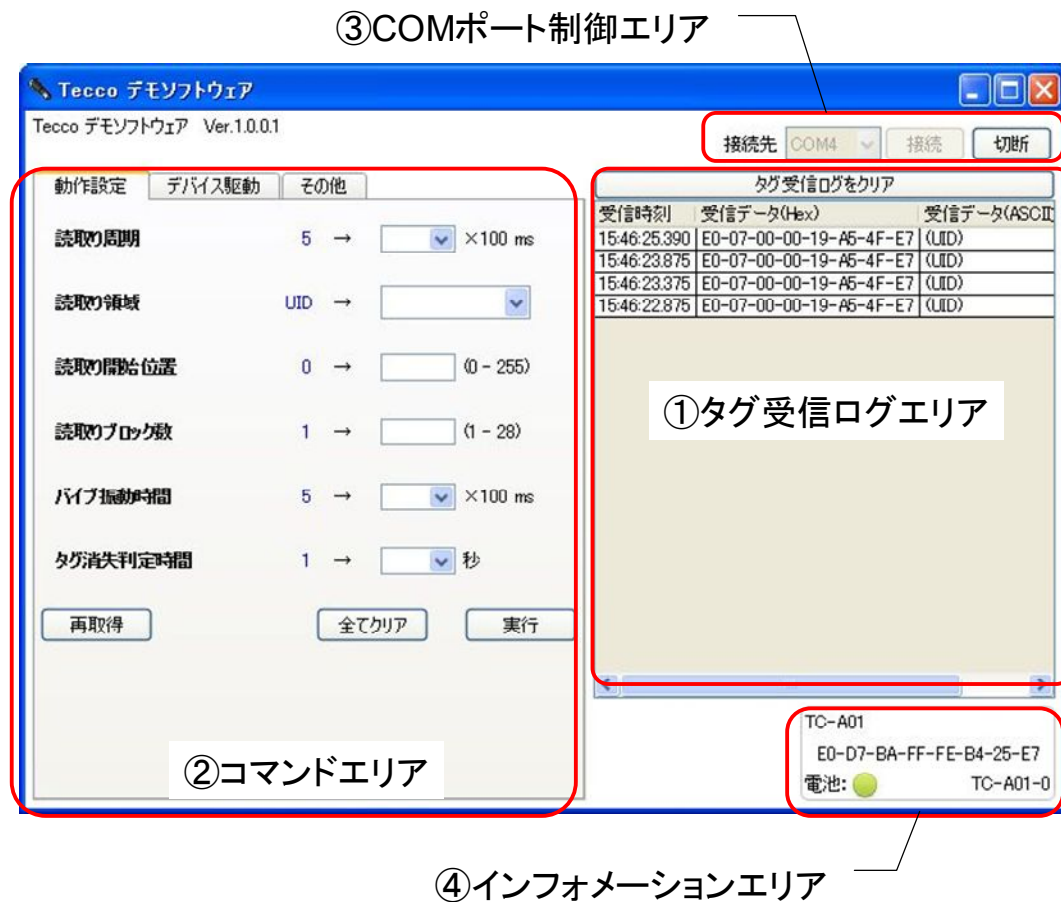 ③COMポート制御エリア
Tecco デモソフトウェア
Tecco デモソフトウェア Ver.1.0.0.1
接続先 COM4 接続 切断
動作設定 デバイス駆動 その他
読取り周期 5 → ×100 ms
読取り領域 UID → 
読取り開始位置 0 → (0 - 255)
読取りブロック数 1 → (1 - 28)
バイブ振動時間 5 → ×100 ms
タグ消失判定時間 1 → 秒
再取得 全てクリア 実行
②コマンドエリア
タグ受信ログをクリア
受信時刻 受信データ(Hex) 受信データ(ASCII)
15:46:25.390 E0-07-00-00-19-A5-4F-E7 (UID)
15:46:23.875 E0-07-00-00-19-A5-4F-E7 (UID)
15:46:23.375 E0-07-00-00-19-A5-4F-E7 (UID)
15:46:22.875 E0-07-00-00-19-A5-4F-E7 (UID)
①タグ受信ログエリア
TC-A01
E0-D7-BA-FF-FE-B4-25-E7
電池: TC-A01-0
④インフォメーションエリア